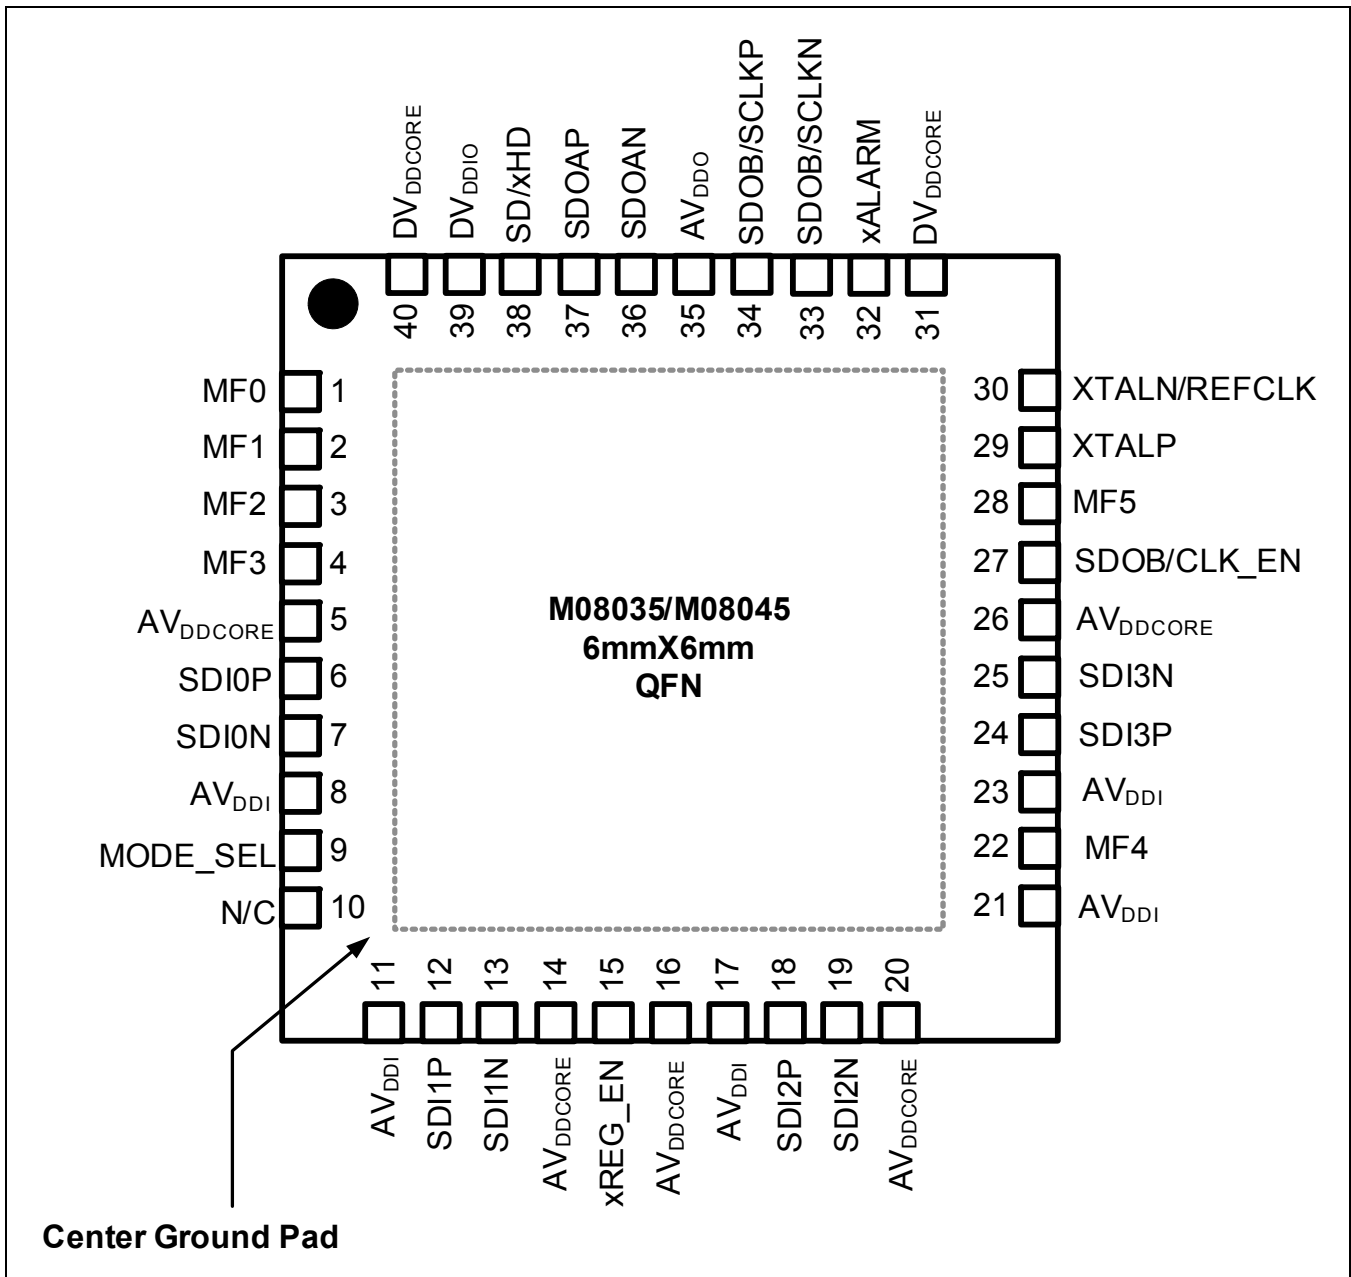 DVDDCORE
DVDDIO
SD/xHD
SDOAP
SDOAN
AVDDO
SDOB/SCLKP
SDOB/SCLKN
xALARM
DVDDCORE
40
39
38
37
36
35
34
33
32
31
MF0 1
MF1 2
MF2 3
MF3 4
AVDDCORE 5
SDI0P 6
SDI0N 7
AVDDI 8
MODE_SEL 9
N/C 10
M08035/M08045
6mmX6mm
QFN
30 XTALN/REFCLK
29 XTALP
28 MF5
27 SDOB/CLK_EN
26 AVDDCORE
25 SDI3N
24 SDI3P
23 AVDDI
22 MF4
21 AVDDI
11
12
13
14
15
16
17
18
19
20
AVDDI
SDI1P
SDI1N
AVDDCORE
xREG_EN
AVDDCORE
AVDDI
SDI2P
SDI2N
AVDDCORE
Center Ground Pad